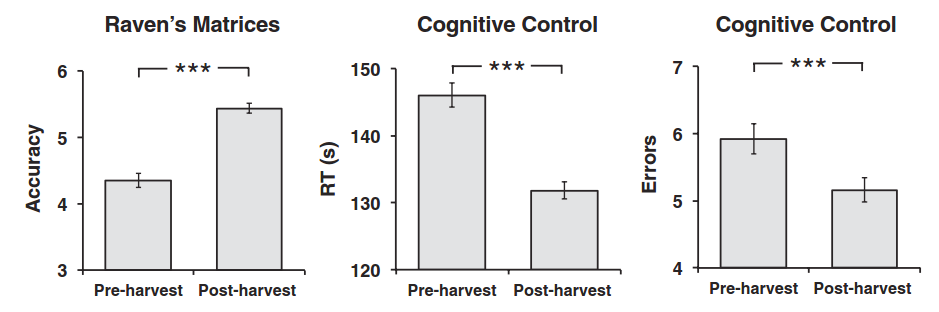 Raven's Matrices
Accuracy
6
5
4
3
***
Pre-harvest Post-harvest
Cognitive Control
RT (s)
150
140
130
120
***
Pre-harvest Post-harvest
Cognitive Control
Errors
7
6
5
4
***
Pre-harvest Post-harvest